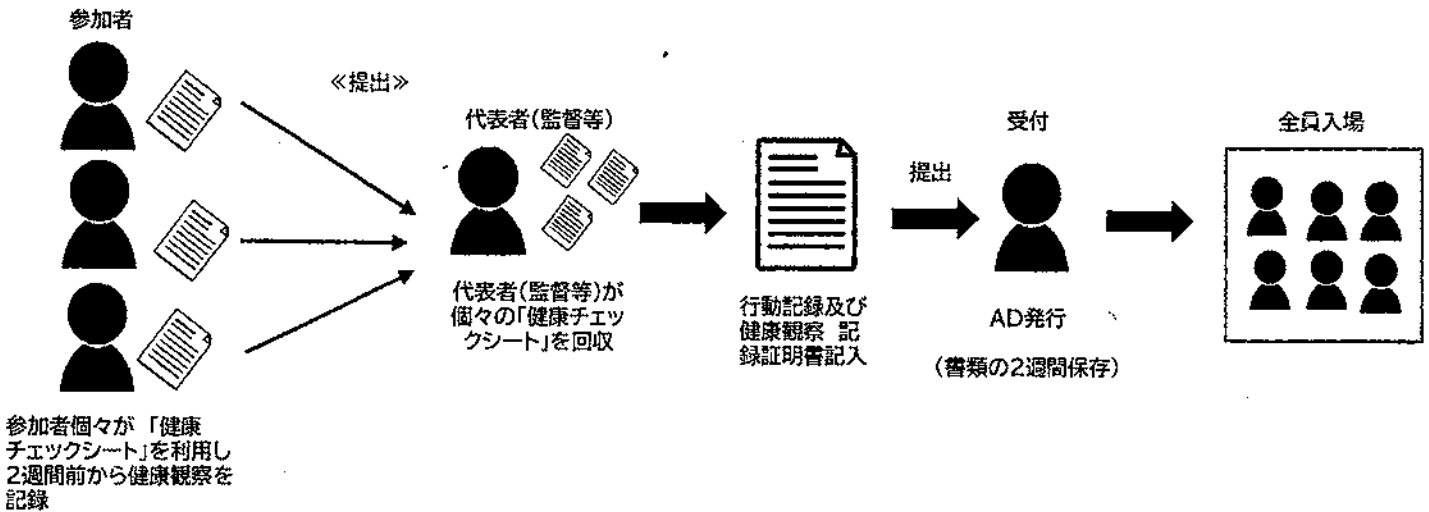 参加者
≪提出≫
代表者(監督等)
受付
全員入場
提出
代表者(監督等)が
個々の「健康チェッ
クシート」を回収
行動記録及び
健康観察 記
録証明書記入
AD発行
(書類の2週間保存)
参加者個々が 「健康
チェックシート」を利用し
2週間前から健康観察を
記録